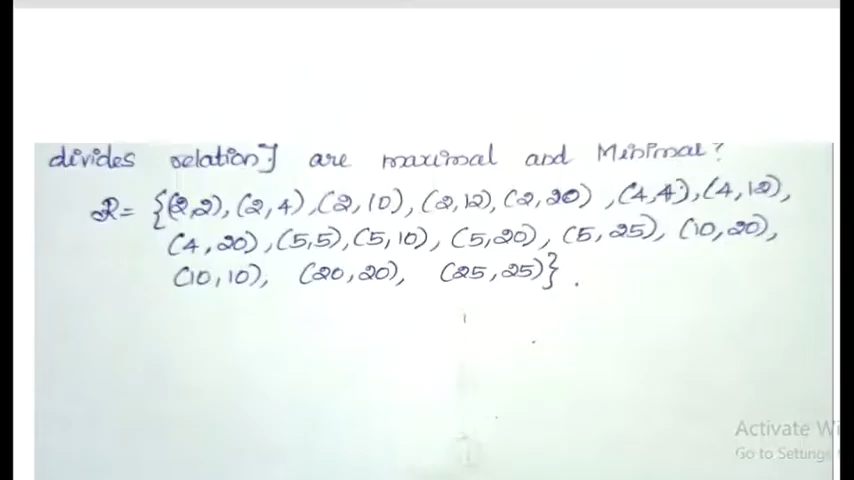 divides relation] are maximal and Minimal?
R= {(2,2), (2,4), (2,10), (2,12), (2,20), (4,4), (4,12),
(4,20), (5,5), (5,10), (5,20), (5,25), (10,20),
(10,10), (20,20), (25,25)}.
Activate Wi
Go to Settings